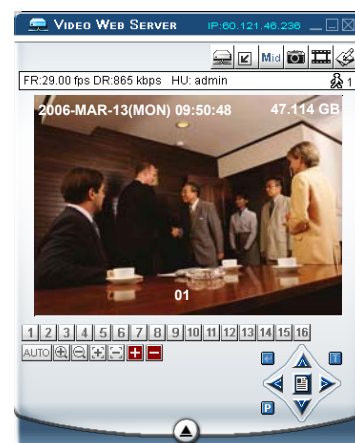 VIDEO WEB SERVER IP:60.121.46.236
Mid
FR:29.00 fps DR:865 kbps HU: admin 1
2006-MAR-13(MON) 09:50:48 47.114 GB
01
1 2 3 4 5 6 7 8 9 10 11 12 13 14 15 16
AUTO
P